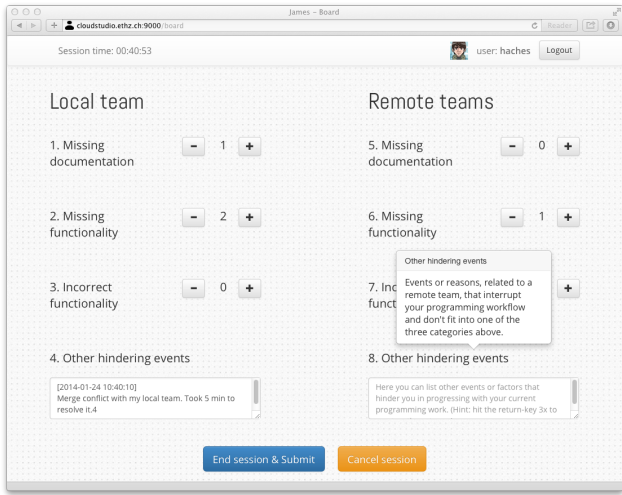 James – Board
cloudstudio.ethz.ch:9000/board
Reader
Session time: 00:40:53
user: haches
Logout
Local team
Remote teams
1. Missing
documentation
1
5. Missing
documentation
0
2. Missing
functionality
2
6. Missing
functionality
1
Other hindering events
Events or reasons, related to a
remote team, that interrupt
your programming workflow
and don't fit into one of the
three categories above.
3. Incorrect
functionality
0
7. Inc
funct
4. Other hindering events
8. Other hindering events
[2014-01-24 10:40:10]
Merge conflict with my local team. Took 5 min to
resolve it.4
Here you can list other events or factors that
hinder you in progressing with your current
programming work. (Hint: hit the return-key 3x to
End session & Submit
Cancel session